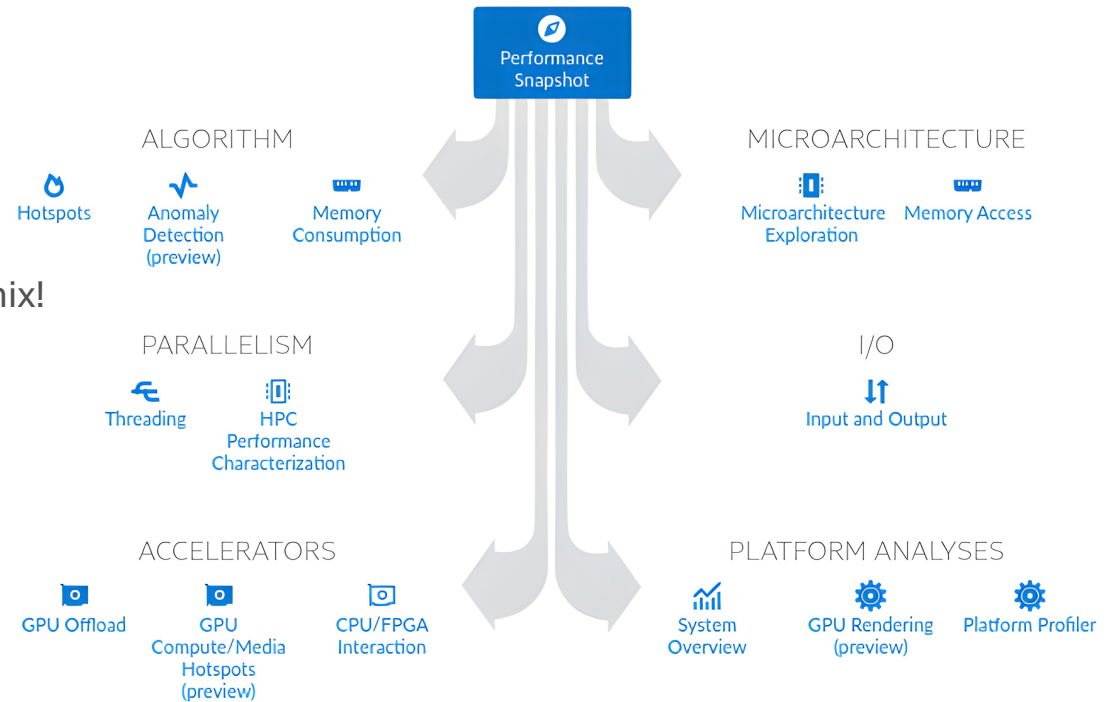 Performance
Snapshot
ALGORITHM
Hotspots
Anomaly
Detection
(preview)
Memory
Consumption
MICROARCHITECTURE
Microarchitecture
Exploration
Memory Access
nix!
PARALLELISM
Threading
HPC
Performance
Characterization
I/O
Input and Output
ACCELERATORS
GPU Offload
GPU
Compute/Media
Hotspots
(preview)
CPU/FPGA
Interaction
PLATFORM ANALYSES
System
Overview
GPU Rendering
(preview)
Platform Profiler